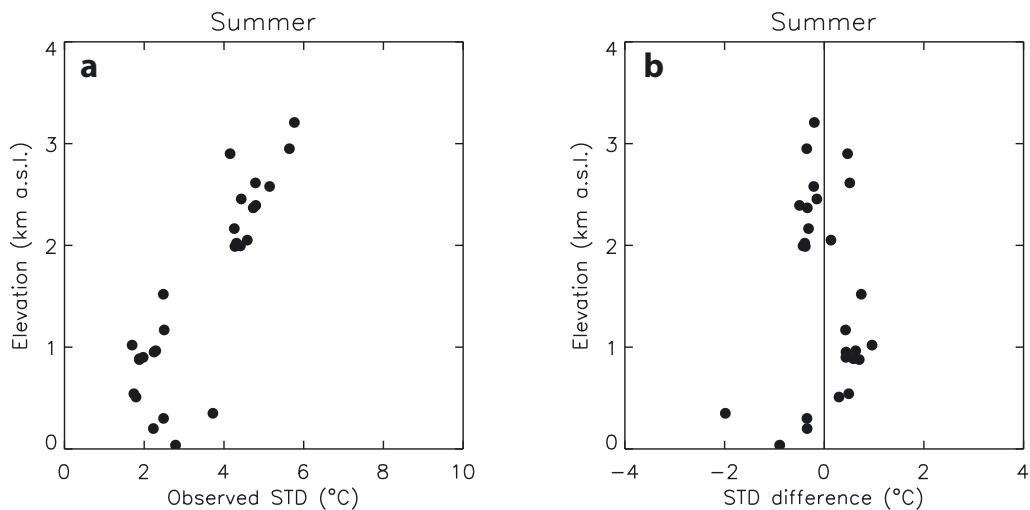 Summer
a
4
3
2
1
0
0 2 4 6 8 10
Elevation (km a.s.l.)
Observed STD (°C)
Summer
b
4
3
2
1
0
−4 −2 0 2 4
Elevation (km a.s.l.)
STD difference (°C)